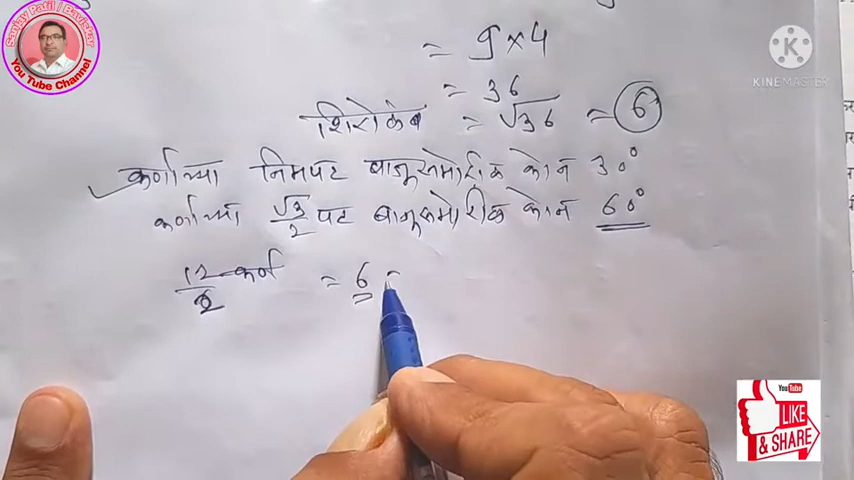 Sanjay Patil / Baviskar
You Tube Channel
KINEMASTER
= 9 × 4
= 36
शिरोलंब = √36 = 6
कर्णाच्या निमपट बाजूसमोरील कोन 30°
कर्णाच्या √3/2 पट बाजूसमोरील कोन 60°
12 कर्ण / 2 = 6 =
YouTube
LIKE
& SHARE